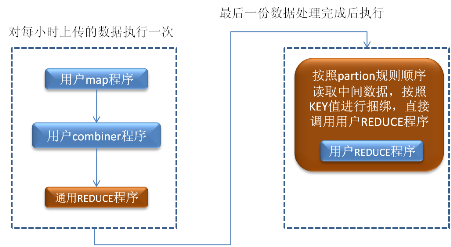 对每小时上传的数据执行一次
用户map程序
用户combiner程序
通用REDUCE程序
最后一份数据处理完成后执行
按照partion规则顺序
读取中间数据，按照
KEY值进行捆绑，直接
调用用户REDUCE程序
用户REDUCE程序